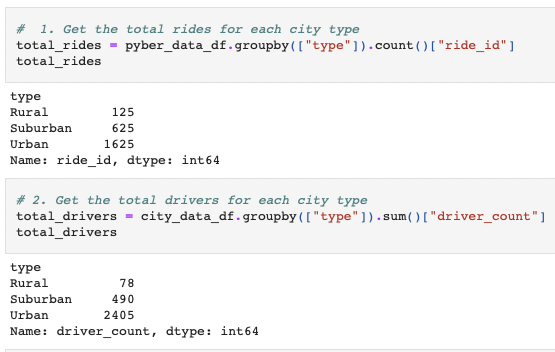 #  1. Get the total rides for each city type
total_rides = pyber_data_df.groupby(["type"]).count()["ride_id"]
total_rides
type
Rural        125
Suburban     625
Urban       1625
Name: ride_id, dtype: int64
# 2. Get the total drivers for each city type
total_drivers = city_data_df.groupby(["type"]).sum()["driver_count"]
total_drivers
type
Rural         78
Suburban     490
Urban       2405
Name: driver_count, dtype: int64